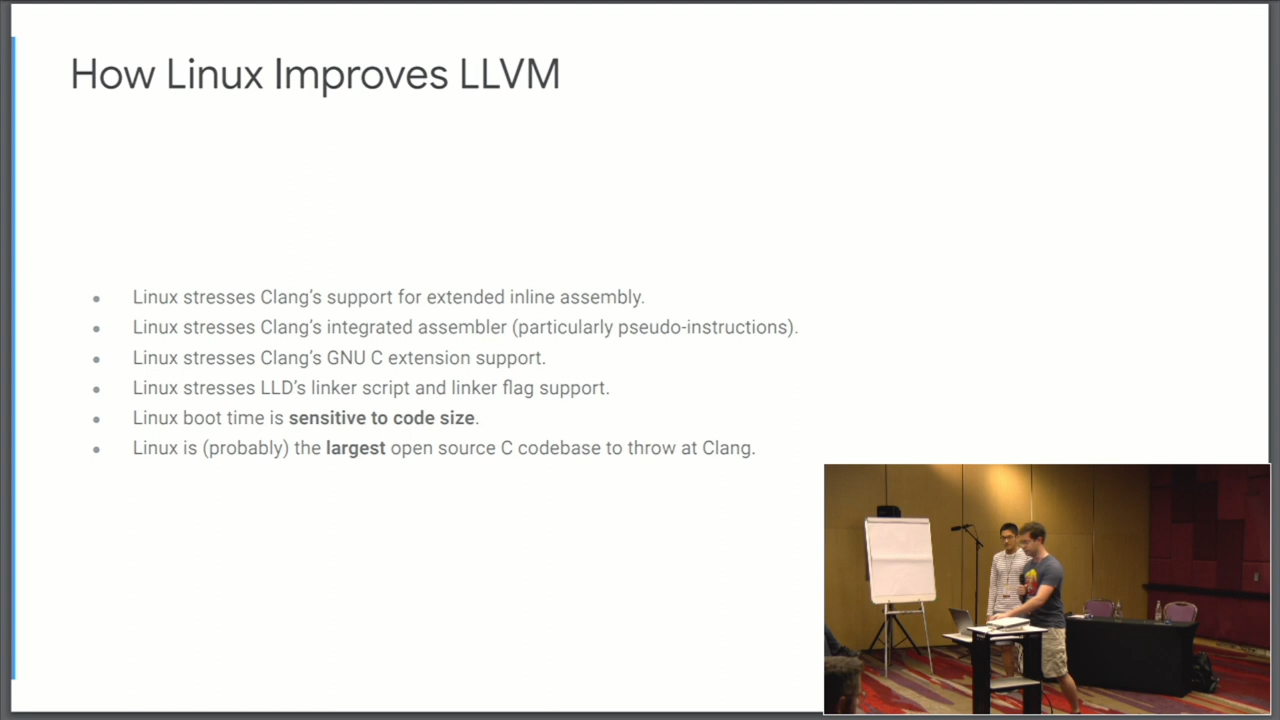 How Linux Improves LLVM
Linux stresses Clang’s support for extended inline assembly.
Linux stresses Clang’s integrated assembler (particularly pseudo-instructions).
Linux stresses Clang’s GNU C extension support.
Linux stresses LLD’s linker script and linker flag support.
Linux boot time is sensitive to code size.
Linux is (probably) the largest open source C codebase to throw at Clang.